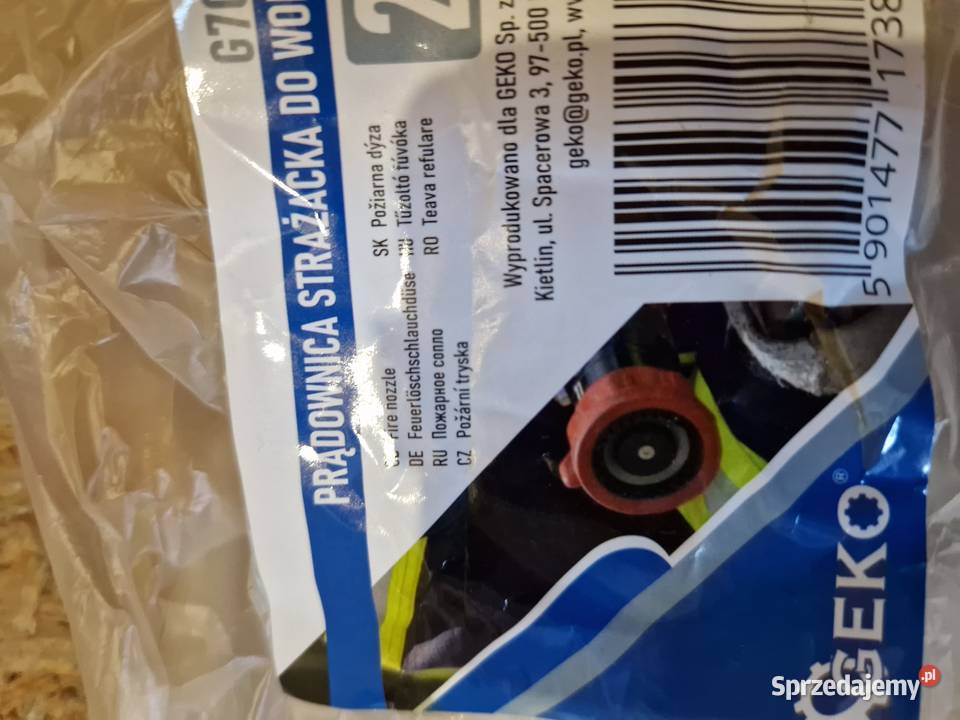 G70
PRĄDOWNICA STRAŻACKA DO WO
2
Fire nozzle
DE Feuerlöschschlauchdüse
RU Пожарное сопло
CZ Požární tryska
SK Požiarna dýza
HU Tűzoltó fúvóka
RO Teava refulare
Wyprodukowano dla GEKO Sp. z
Kietlin, ul. Spacerowa 3, 97-500
geko@geko.pl,
5 901477 1738
GEKO®
Sprzedajemy.pl